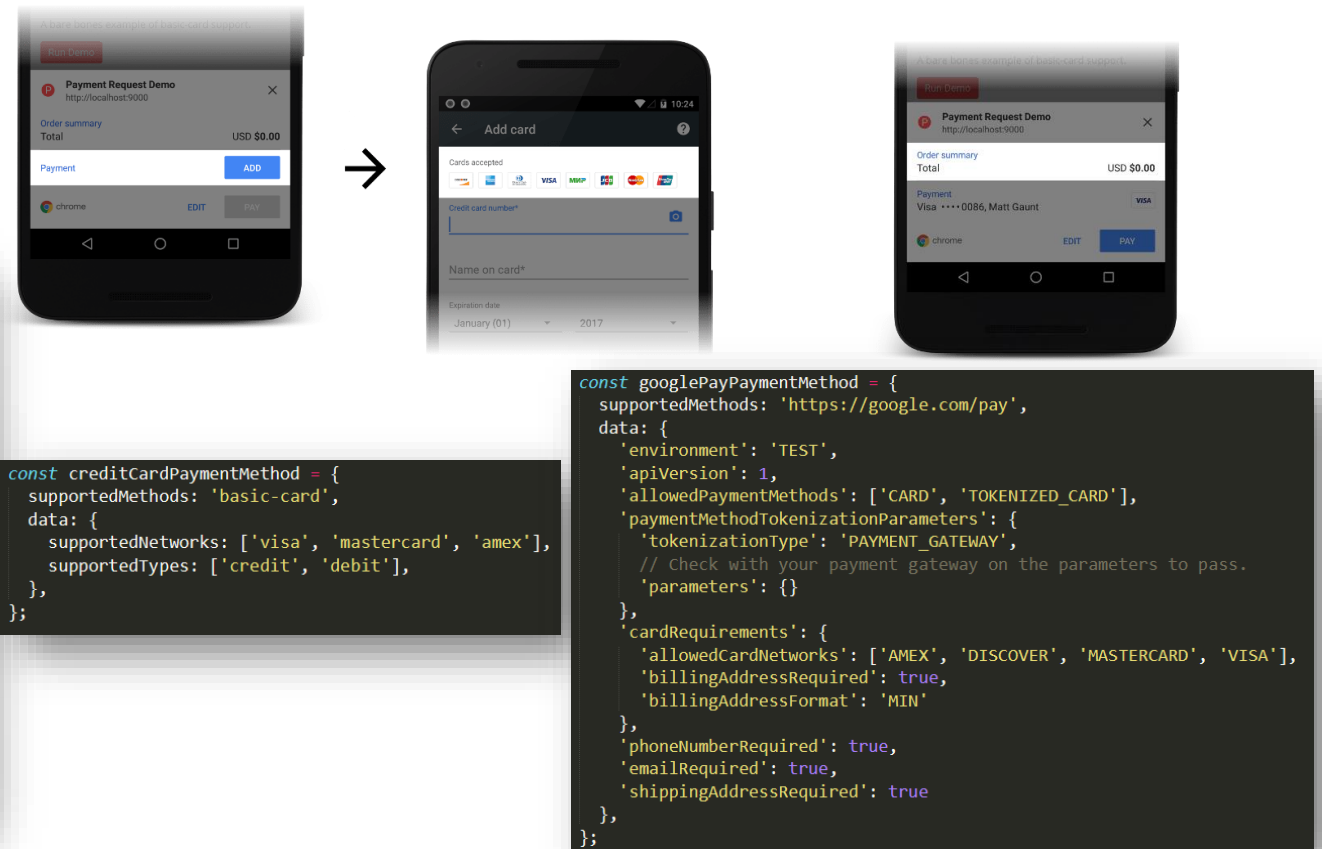 A bare bones example of basic-card support.
Run Demo
Payment Request Demo
http://localhost:9000
Order summary
Total USD $0.00
Payment ADD
chrome EDIT PAY
10:24
Add card
Cards accepted
VISA МИР JCB
Credit card number*
Name on card*
Expiration date
January (01) 2017
A bare bones example of basic-card support.
Run Demo
Payment Request Demo
http://localhost:9000
Order summary
Total USD $0.00
Payment
Visa ····0086, Matt Gaunt VISA
chrome EDIT PAY
const creditCardPaymentMethod = {
  supportedMethods: 'basic-card',
  data: {
    supportedNetworks: ['visa', 'mastercard', 'amex'],
    supportedTypes: ['credit', 'debit'],
  },
};
const googlePayPaymentMethod = {
  supportedMethods: 'https://google.com/pay',
  data: {
    'environment': 'TEST',
    'apiVersion': 1,
    'allowedPaymentMethods': ['CARD', 'TOKENIZED_CARD'],
    'paymentMethodTokenizationParameters': {
      'tokenizationType': 'PAYMENT_GATEWAY',
      // Check with your payment gateway on the parameters to pass.
      'parameters': {}
    },
    'cardRequirements': {
      'allowedCardNetworks': ['AMEX', 'DISCOVER', 'MASTERCARD', 'VISA'],
      'billingAddressRequired': true,
      'billingAddressFormat': 'MIN'
    },
    'phoneNumberRequired': true,
    'emailRequired': true,
    'shippingAddressRequired': true
  },
};